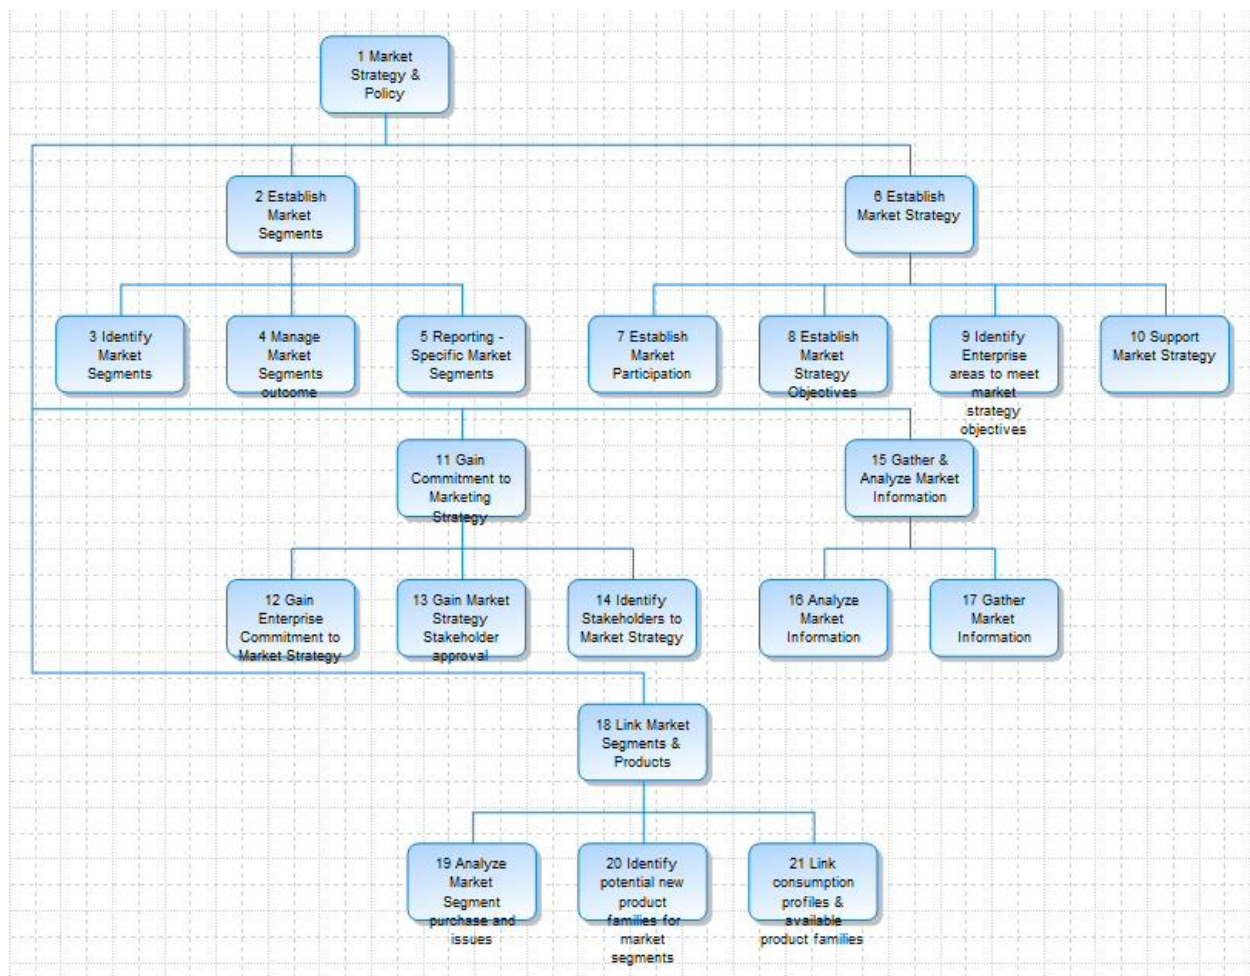 1 Market
Strategy &
Policy
2 Establish
Market
Segments
6 Establish
Market Strategy
3 Identify
Market
Segments
4 Manage
Market
Segments
outcome
5 Reporting -
Specific Market
Segments
7 Establish
Market
Participation
8 Establish
Market
Strategy
Objectives
9 Identify
Enterprise
areas to meet
market
strategy
objectives
10 Support
Market Strategy
11 Gain
Commitment to
Marketing
Strategy
15 Gather &
Analyze Market
Information
12 Gain
Enterprise
Commitment to
Market Strategy
13 Gain Market
Strategy
Stakeholder
approval
14 Identify
Stakeholders to
Market Strategy
16 Analyze
Market
Information
17 Gather
Market
Information
18 Link Market
Segments &
Products
19 Analyze
Market
Segment
purchase and
issues
20 Identify
potential new
product
families for
market
segments
21 Link
consumption
profiles &
available
product families